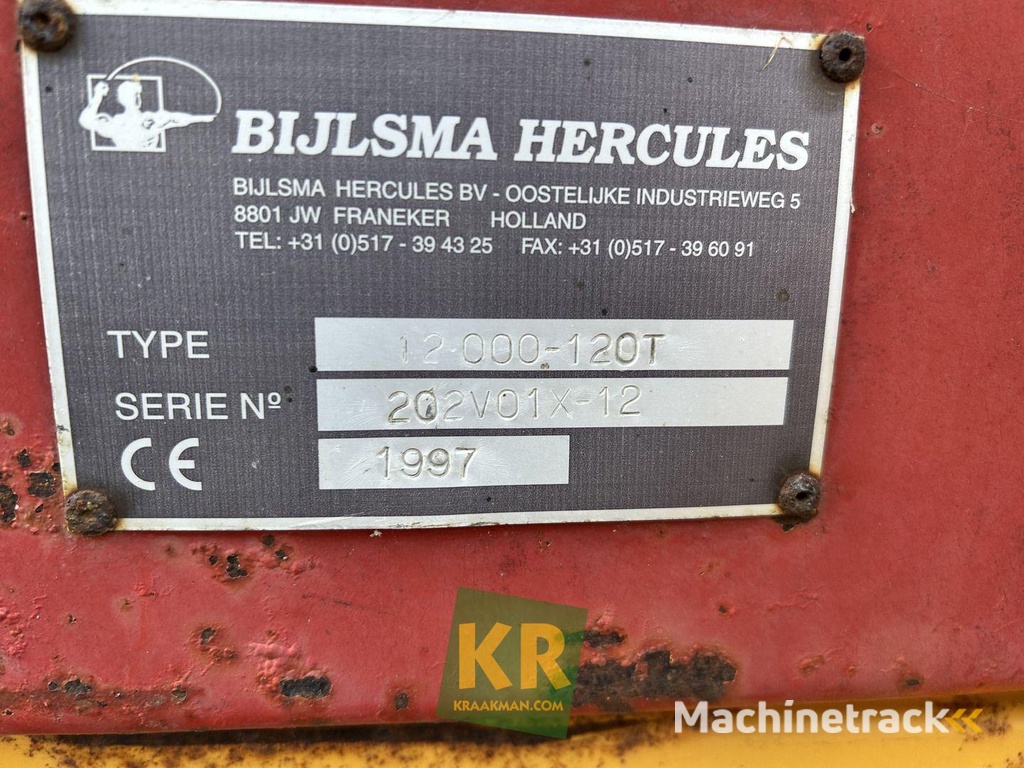 BIJLSMA HERCULES
BIJLSMA HERCULES BV - OOSTELIJKE INDUSTRIEWEG 5
8801 JW FRANEKER HOLLAND
TEL: +31 (0)517 - 39 43 25 FAX: +31 (0)517 - 39 60 91
TYPE 12.000-120T
SERIE Nº 202V01X-12
CE 1997
KR
KRAAKMAN.COM
Machinetrack